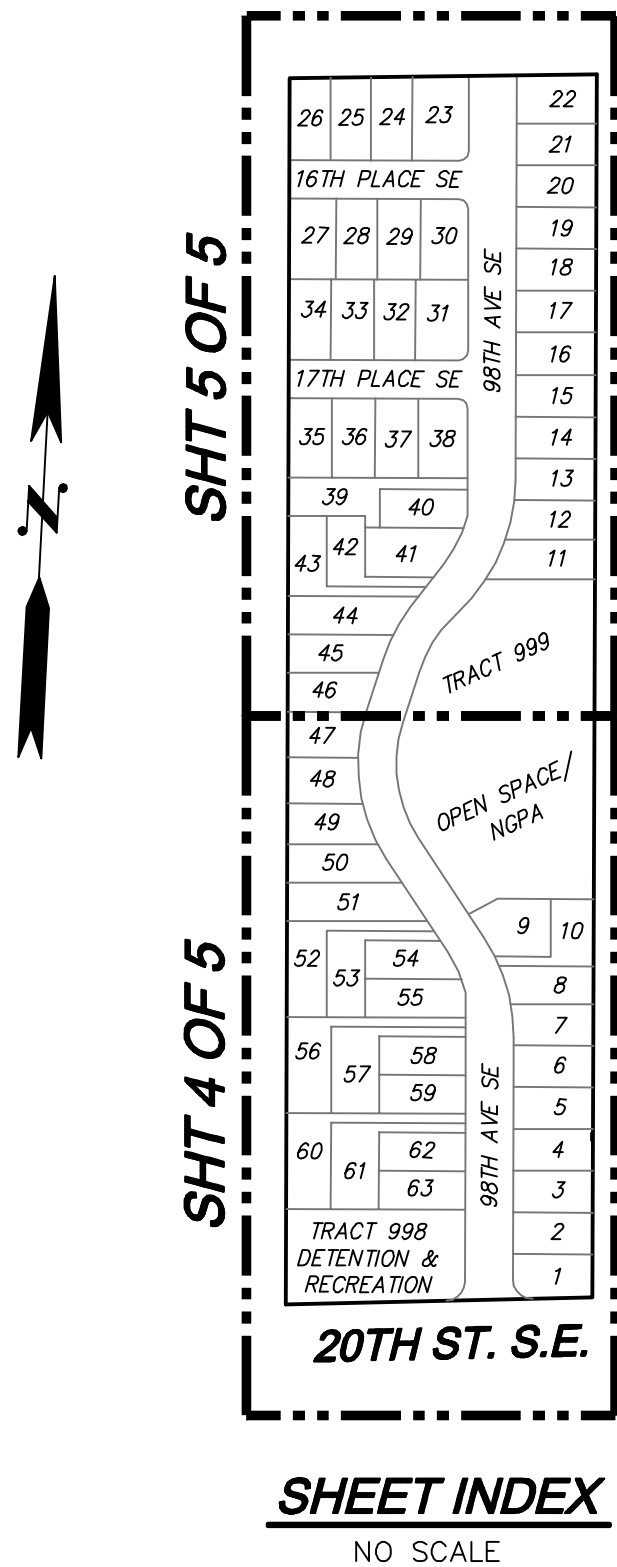 26 25 24 23 22
21
16TH PLACE SE 20
27 28 29 30 19
18
98TH AVE SE
34 33 32 31 17
16
17TH PLACE SE 15
35 36 37 38 14
13
39 40 12
43 42 41 11
44
45
46
TRACT 999
SHT 5 OF 5
N
47
48
49
50
51
OPEN SPACE/
NGPA
9 10
52 53 54 8
55 7
56 57 58 6
59 5
60 61 62 4
63 3
98TH AVE SE
2
1
TRACT 998
DETENTION &
RECREATION
SHT 4 OF 5
20TH ST. S.E.
SHEET INDEX
NO SCALE